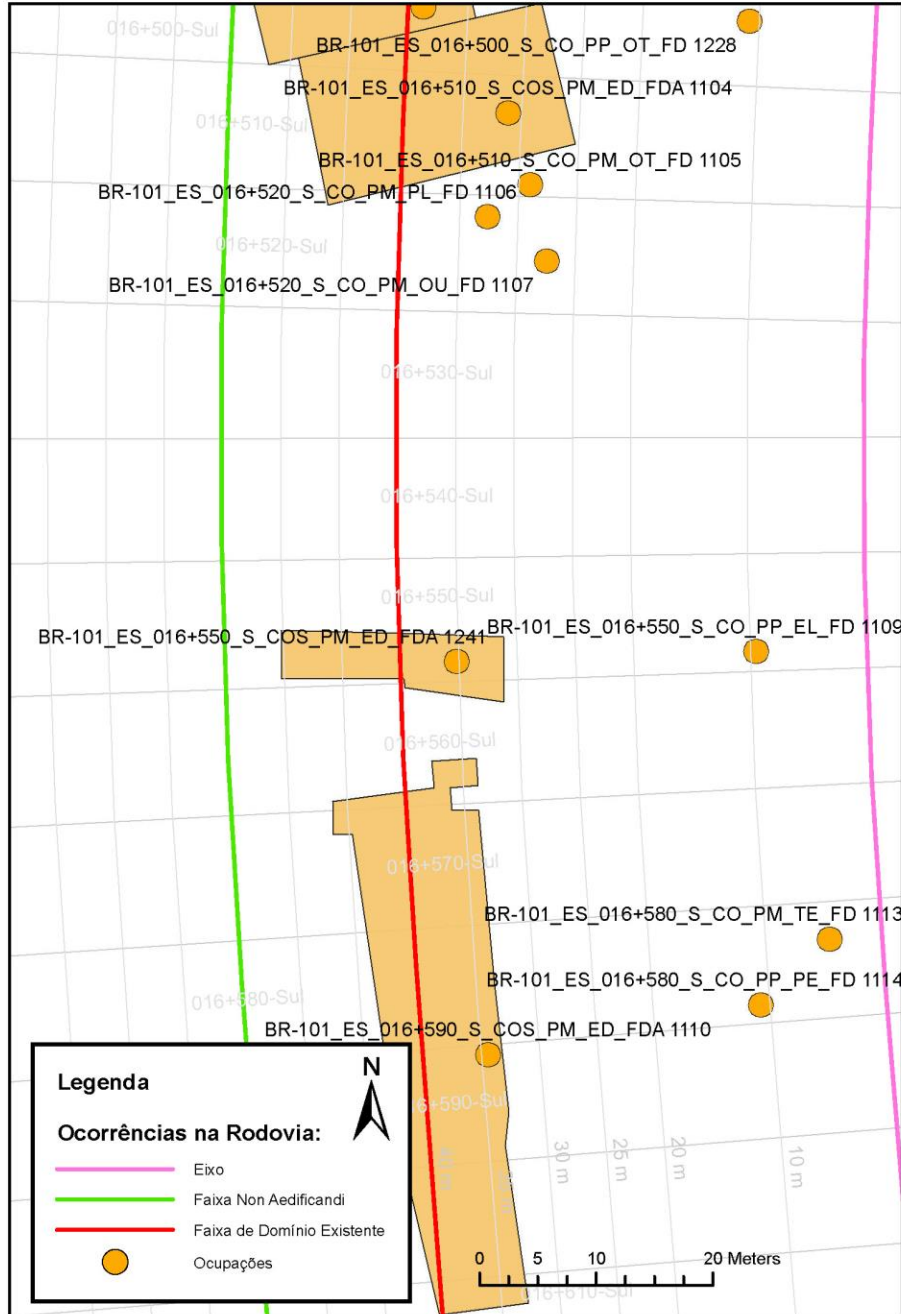 016+500-Sul
BR-101_ES_016+500_S_CO_PP_OT_FD 1228
BR-101_ES_016+510_S_COS_PM_ED_FDA 1104
016+510-Sul
BR-101_ES_016+510_S_CO_PM_OT_FD 1105
BR-101_ES_016+520_S_CO_PM_PL_FD 1106
016+520-Sul
BR-101_ES_016+520_S_CO_PM_OU_FD 1107
016+530-Sul
016+540-Sul
016+550-Sul
BR-101_ES_016+550_S_COS_PM_ED_FDA 1241
BR-101_ES_016+550_S_CO_PP_EL_FD 1109
016+560-Sul
016+570-Sul
BR-101_ES_016+580_S_CO_PM_TE_FD 1113
BR-101_ES_016+580_S_CO_PP_PE_FD 1114
016+580-Sul
BR-101_ES_016+590_S_COS_PM_ED_FDA 1110
Legenda
N
Ocorrências na Rodovia:
Eixo
Faixa Non Aedificandi
Faixa de Domínio Existente
Ocupações
30 m
25 m
20 m
10 m
0 5 10 20 Meters
016+610-Sul